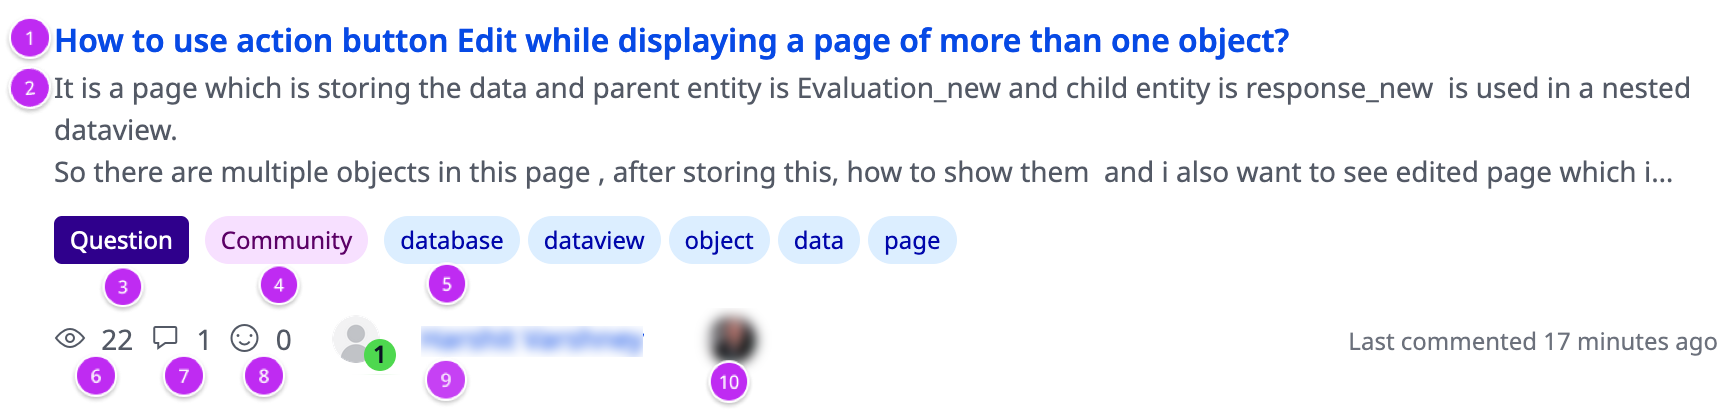 1 How to use action button Edit while displaying a page of more than one object?
2 It is a page which is storing the data and parent entity is Evaluation_new and child entity is response_new  is used in a nested
dataview.
So there are multiple objects in this page , after storing this, how to show them  and i also want to see edited page which i...
Question Community database dataview object data page
3 4 5
22 1 0 1 Last commented 17 minutes ago
6 7 8 9 10